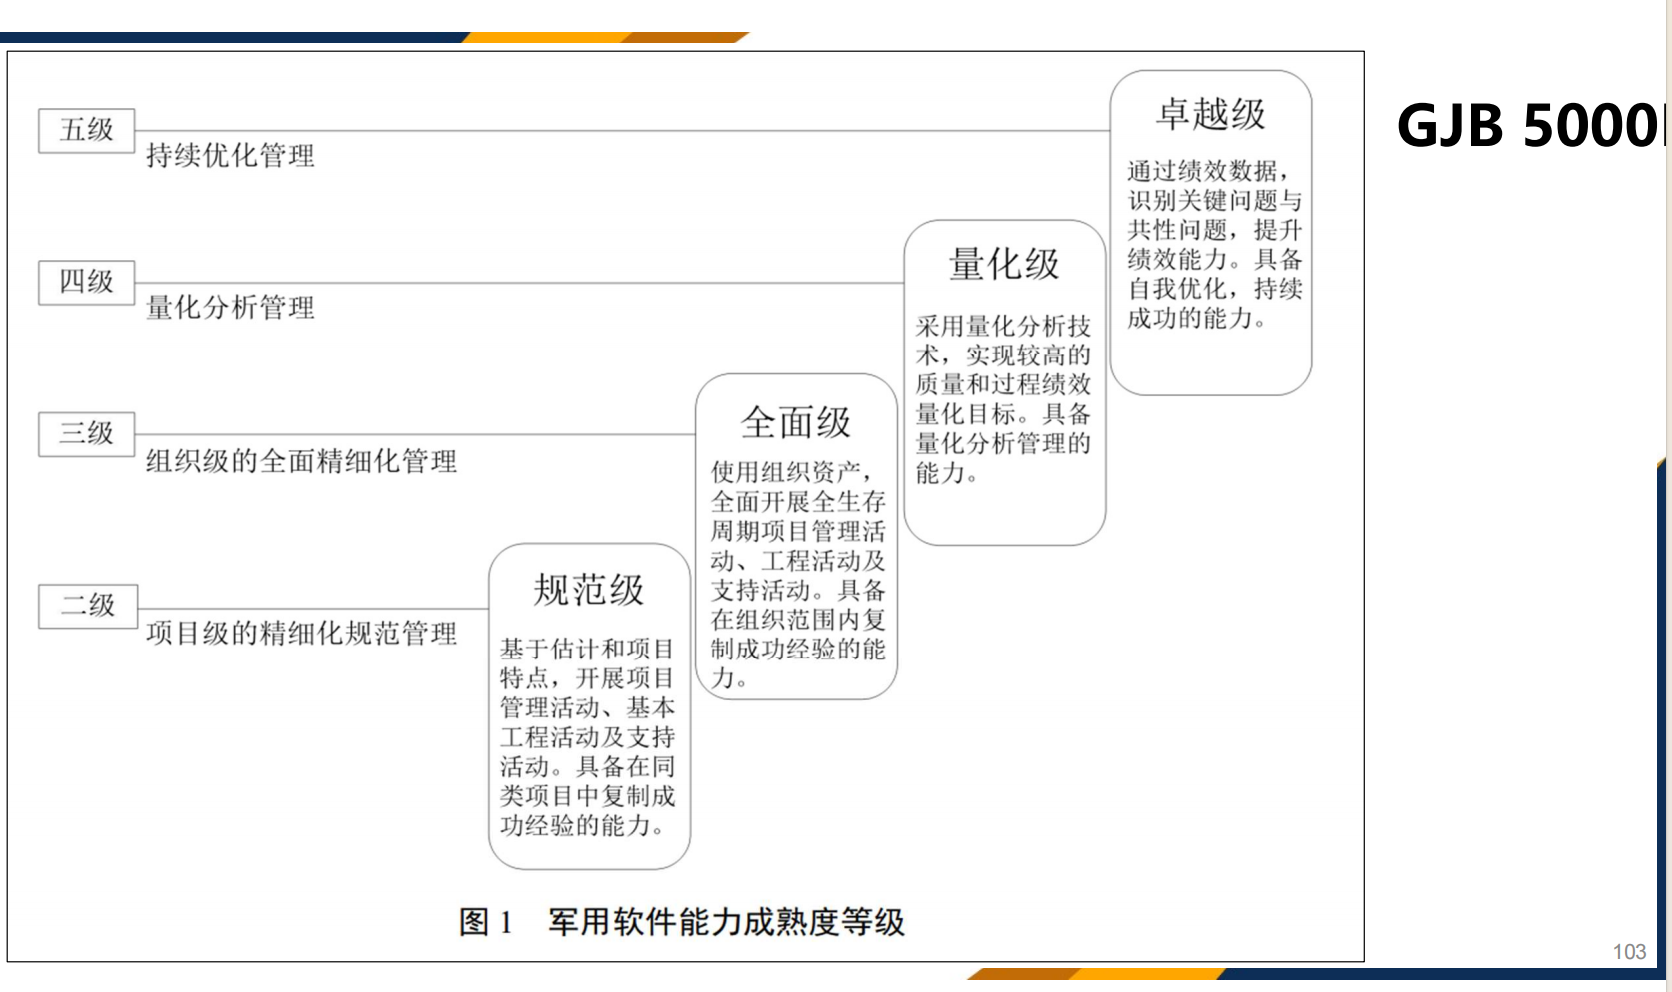 GJB 5000
五级
持续优化管理
卓越级
通过绩效数据，
识别关键问题与
共性问题，提升
绩效能力。具备
自我优化，持续
成功的能力。
四级
量化分析管理
量化级
采用量化分析技
术，实现较高的
质量和过程绩效
量化目标。具备
量化分析管理的
能力。
三级
组织级的全面精细化管理
全面级
使用组织资产，
全面开展全生存
周期项目管理活
动、工程活动及
支持活动。具备
在组织范围内复
制成功经验的能
力。
二级
项目级的精细化规范管理
规范级
基于估计和项目
特点，开展项目
管理活动、基本
工程活动及支持
活动。具备在同
类项目中复制成
功经验的能力。
图 1 军用软件能力成熟度等级
103